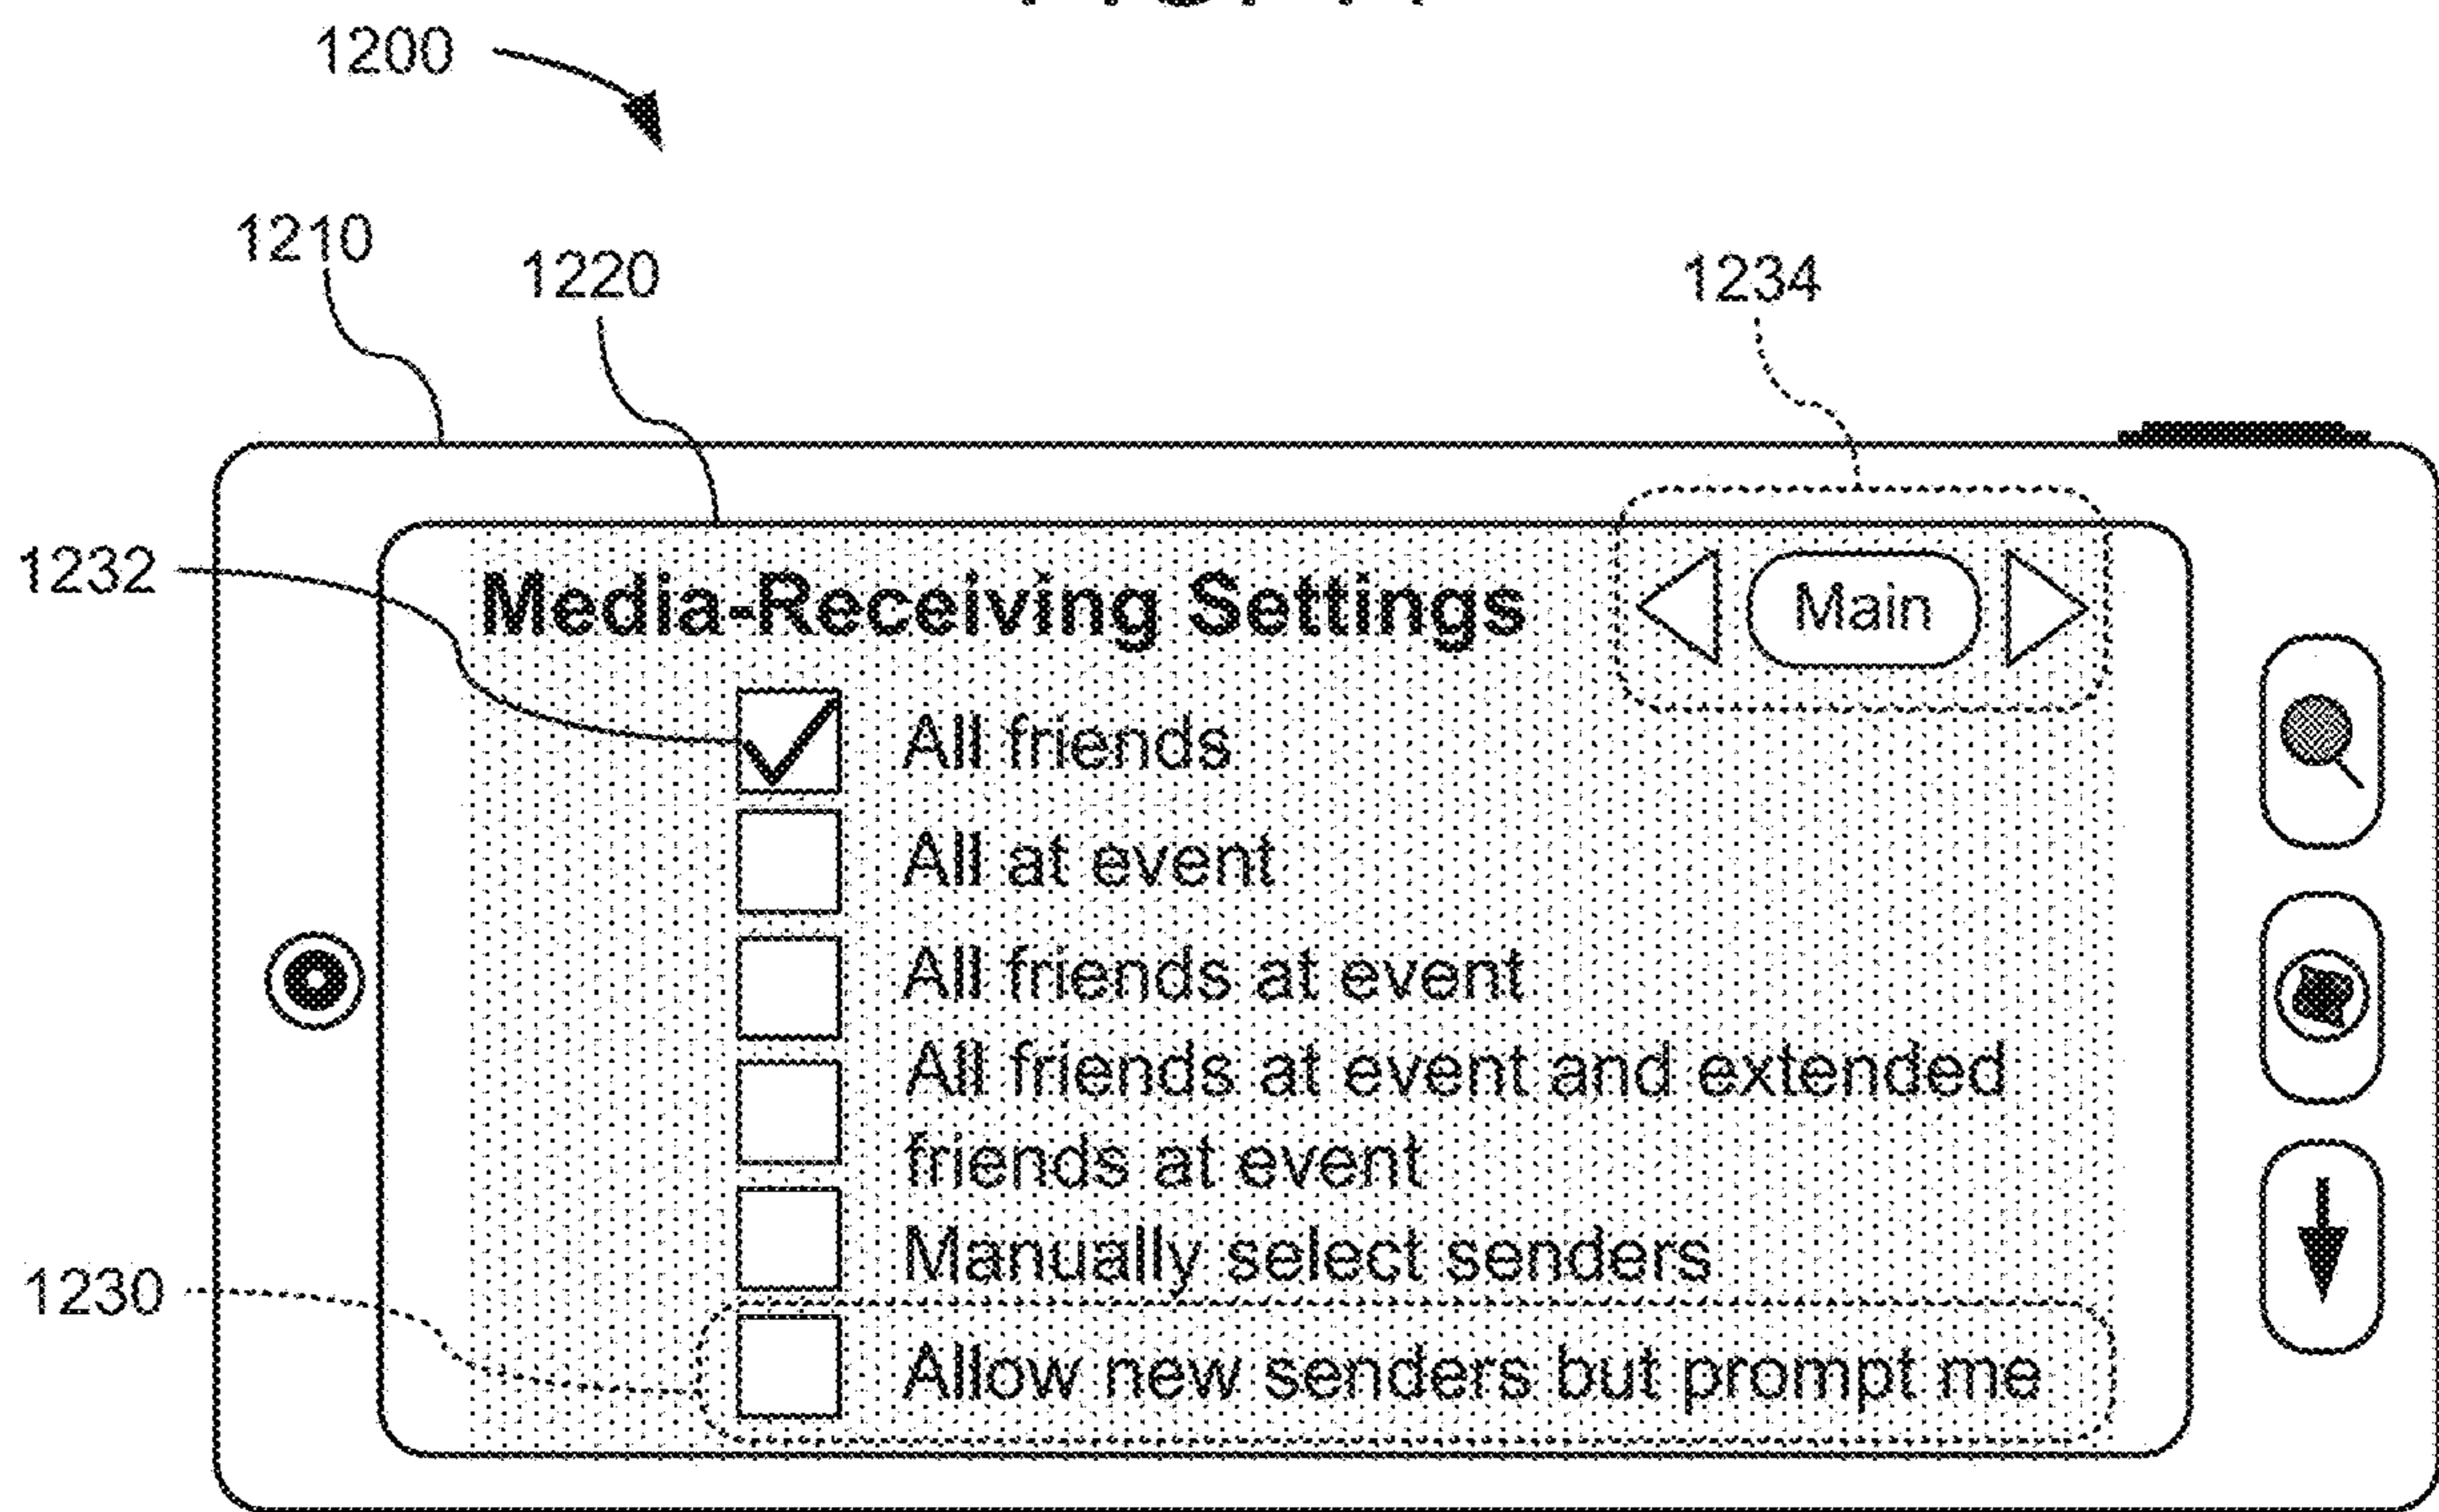 1200
1210
1220
1234
1232
Media-Receiving Settings
Main
All friends
All at event
All friends at event
All friends at event and extended
friends at event
Manually select senders
1230
Allow new senders but prompt me